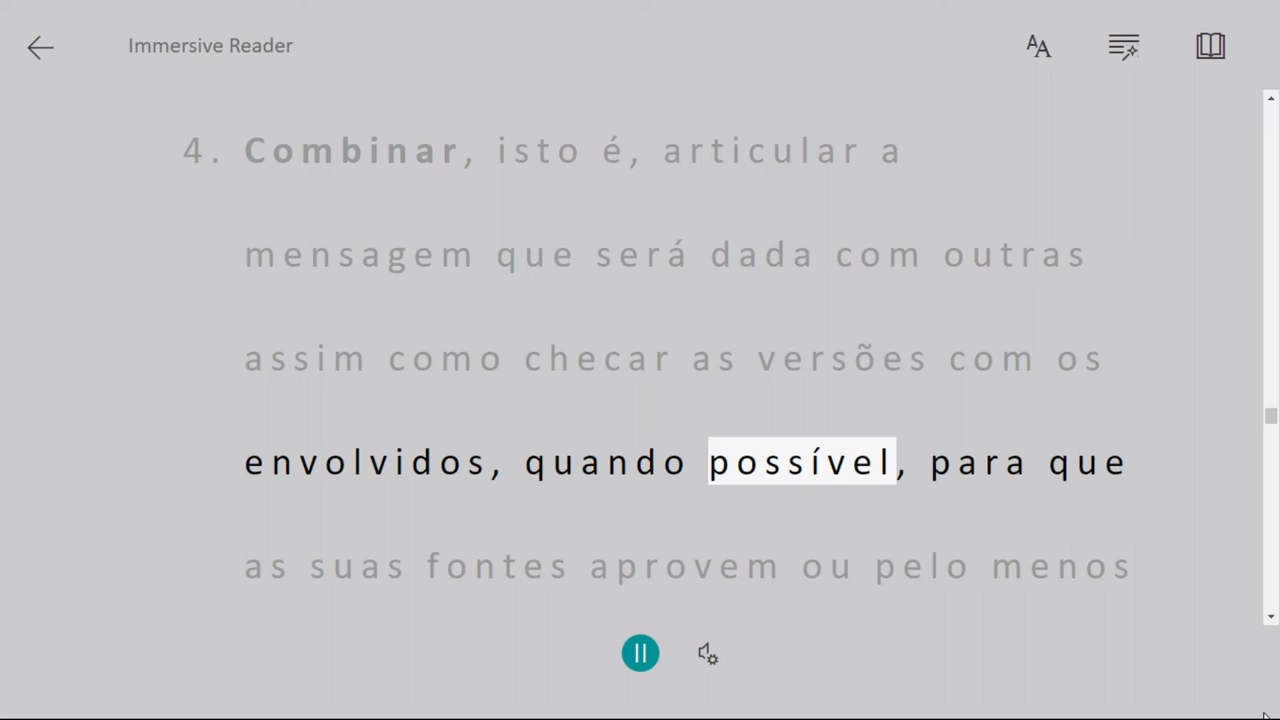 Immersive Reader
4. Combinar, isto é, articular a
mensagem que será dada com outras
assim como checar as versões com os
envolvidos, quando possível, para que
as suas fontes aprovem ou pelo menos